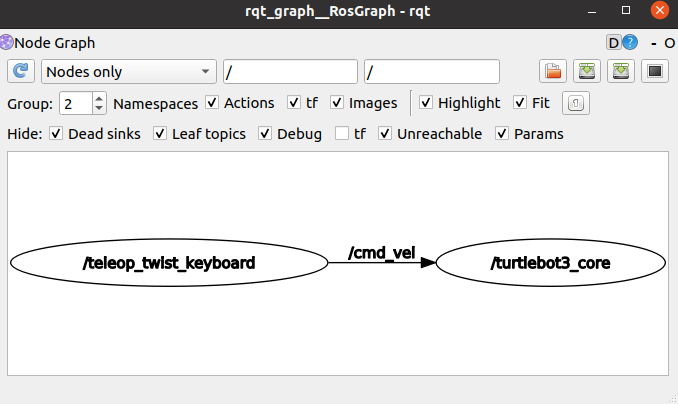 rqt_graph__RosGraph - rqt
Node Graph D ? - O
Nodes only / /
Group: 2 Namespaces Actions tf Images Highlight Fit
Hide: Dead sinks Leaf topics Debug tf Unreachable Params
/cmd_vel
/teleop_twist_keyboard /turtlebot3_core